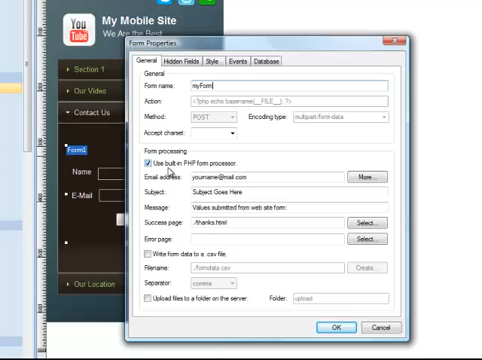 You
Tube
My Mobile Site
We Are the Best
Section 1
Our Video
Contact Us
Form1
Name
E-Mail
Our Location
Form Properties
General
Hidden Fields
Style
Events
Database
General
Form name:
myForm
Action:
<?php echo basename(__FILE__); ?>
Method:
POST
Encoding type:
multipart/form-data
Accept charset:
Form processing
Use built-in PHP form processor.
Email address:
yourname@mail.com
More...
Subject:
Subject Goes Here
Message:
Values submitted from web site form:
Success page:
./thanks.html
Select...
Error page:
Select...
Write form data to a .csv file.
Filename:
./formdata.csv
Create...
Separator:
comma
Upload files to a folder on the server.
Folder:
upload
OK
Cancel